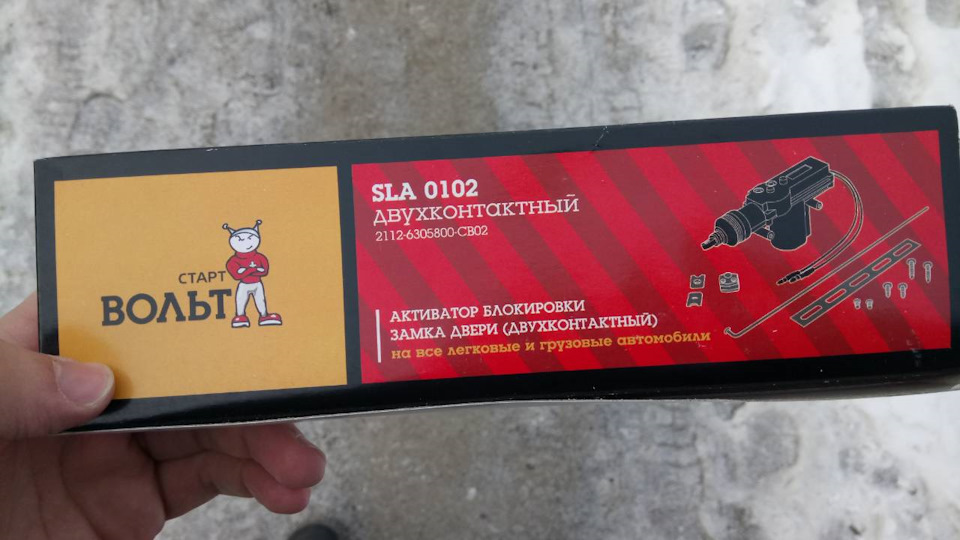 СТАРТ
ВОЛЬТ
SLA 0102
ДВУХКОНТАКТНЫЙ
2112-6305800-СВ02
АКТИВАТОР БЛОКИРОВКИ
ЗАМКА ДВЕРИ (ДВУХКОНТАКТНЫЙ)
на все легковые и грузовые автомобили